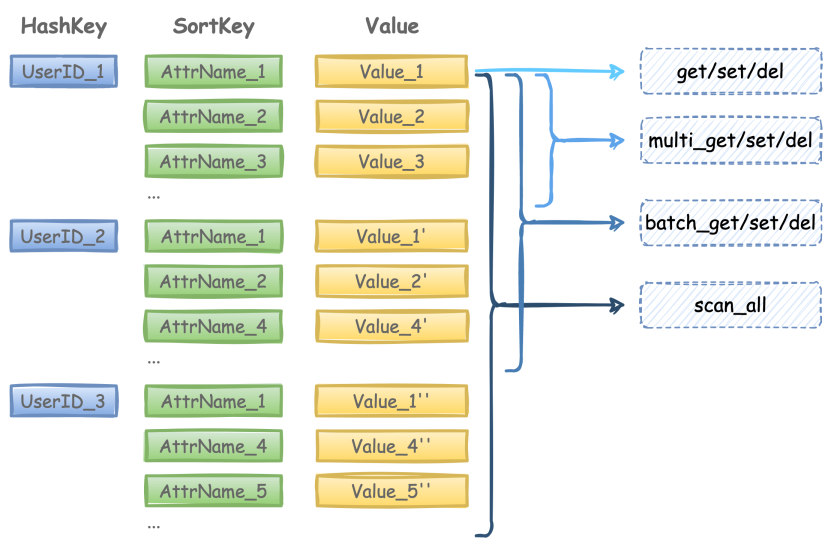 HashKey SortKey Value
UserID_1 AttrName_1 Value_1 get/set/del
AttrName_2 Value_2
multi_get/set/del
AttrName_3 Value_3
...
UserID_2 AttrName_1 Value_1' batch_get/set/del
AttrName_2 Value_2'
scan_all
AttrName_4 Value_4'
...
UserID_3 AttrName_1 Value_1''
AttrName_4 Value_4''
AttrName_5 Value_5''
...